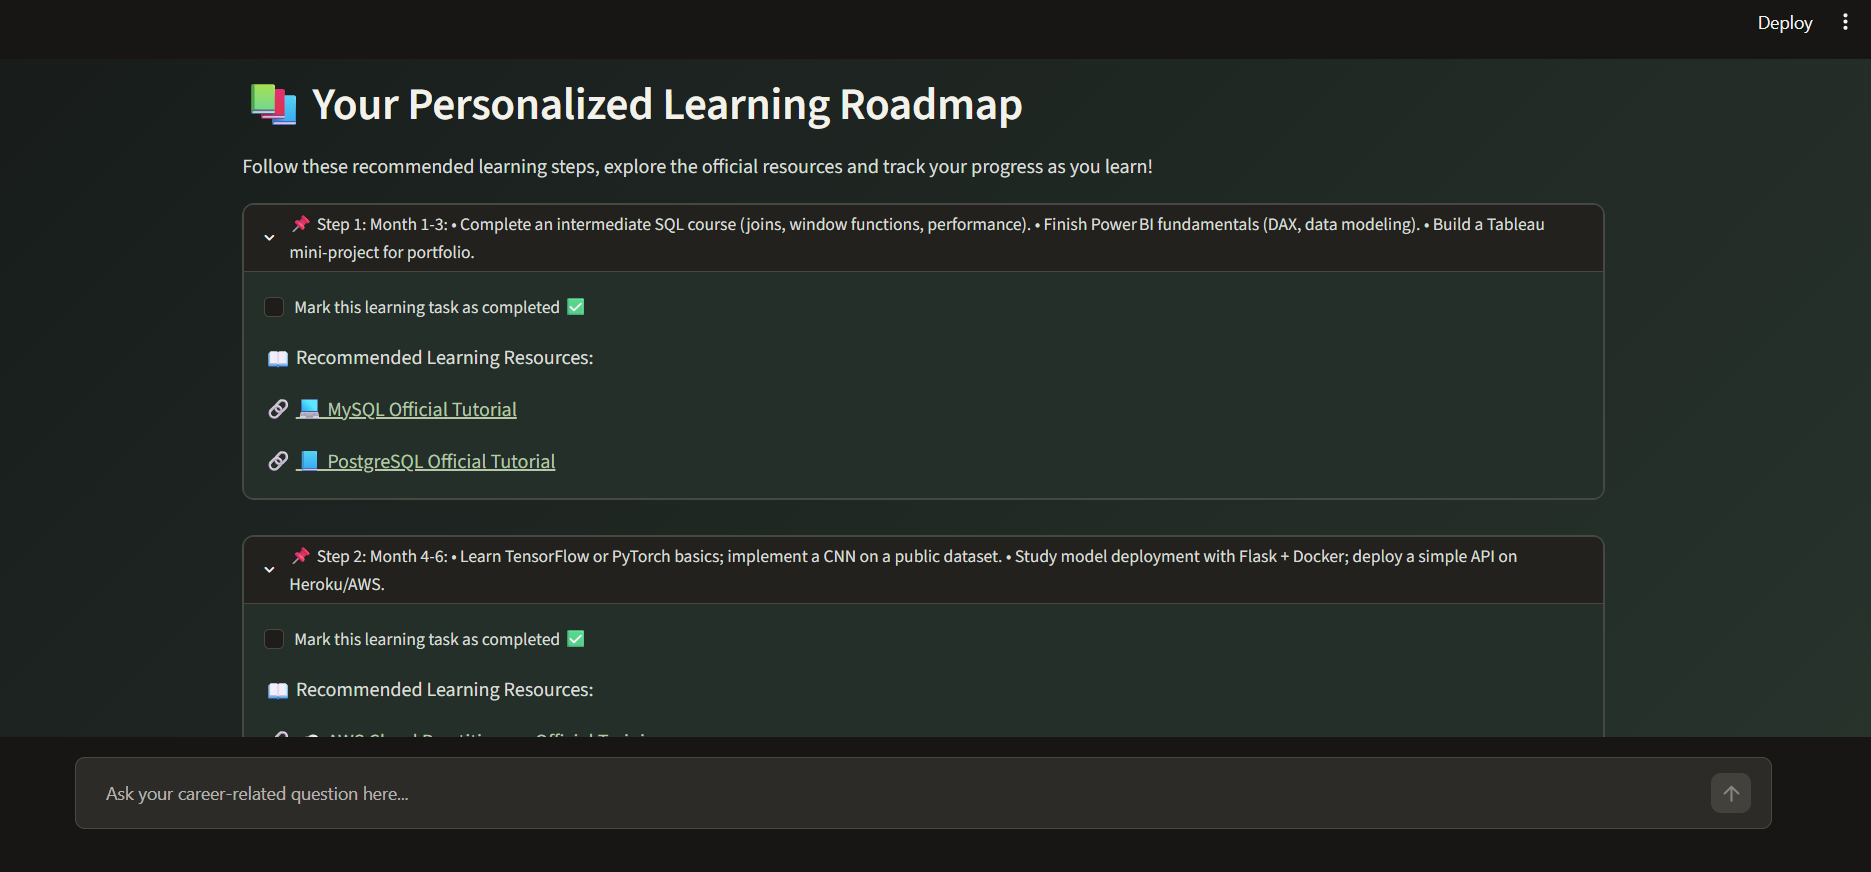 Deploy
Your Personalized Learning Roadmap
Follow these recommended learning steps, explore the official resources and track your progress as you learn!
Step 1: Month 1-3: • Complete an intermediate SQL course (joins, window functions, performance). • Finish Power BI fundamentals (DAX, data modeling). • Build a Tableau
mini-project for portfolio.
Mark this learning task as completed
Recommended Learning Resources:
MySQL Official Tutorial
PostgreSQL Official Tutorial
Step 2: Month 4-6: • Learn TensorFlow or PyTorch basics; implement a CNN on a public dataset. • Study model deployment with Flask + Docker; deploy a simple API on
Heroku/AWS.
Mark this learning task as completed
Recommended Learning Resources:
Ask your career-related question here...